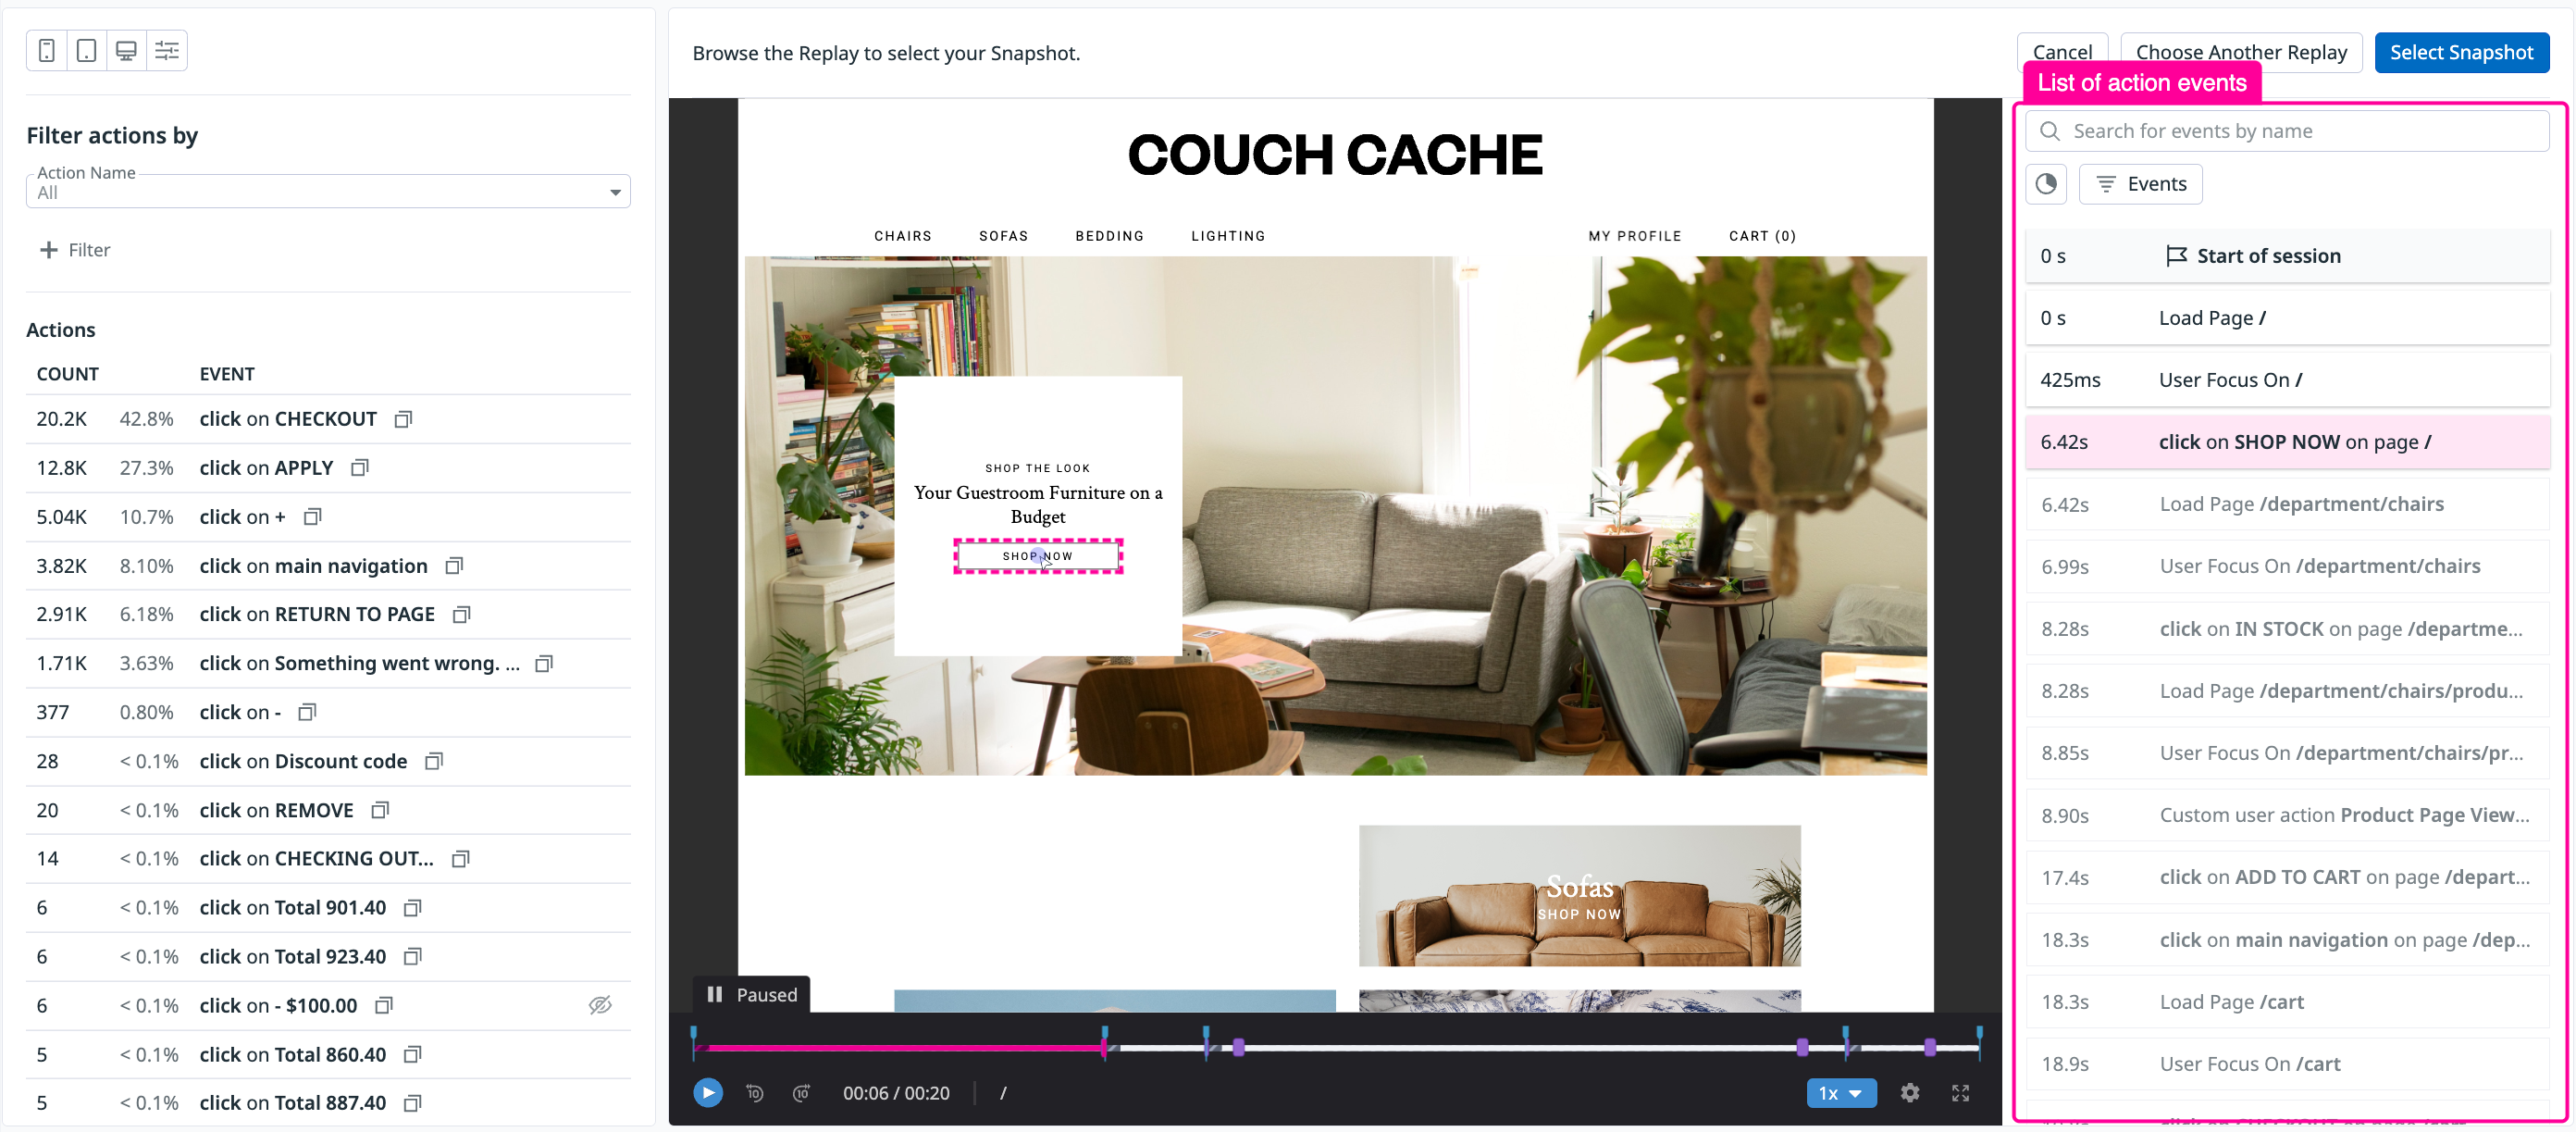 Filter actions by
Action Name
All
Filter
Actions
COUNT EVENT
20.2K 42.8% click on CHECKOUT
12.8K 27.3% click on APPLY
5.04K 10.7% click on +
3.82K 8.10% click on main navigation
2.91K 6.18% click on RETURN TO PAGE
1.71K 3.63% click on Something went wrong. ...
377 0.80% click on -
28 < 0.1% click on Discount code
20 < 0.1% click on REMOVE
14 < 0.1% click on CHECKING OUT...
6 < 0.1% click on Total 901.40
6 < 0.1% click on Total 923.40
6 < 0.1% click on - $100.00
5 < 0.1% click on Total 860.40
5 < 0.1% click on Total 887.40
Browse the Replay to select your Snapshot.
Cancel Choose Another Replay Select Snapshot
COUCH CACHE
CHAIRS SOFAS BEDDING LIGHTING MY PROFILE CART (0)
SHOP THE LOOK
Your Guestroom Furniture on a
Budget
SHOP NOW
Sofas
SHOP NOW
Paused
10 10 00:06 / 00:20 / 1x
List of action events
Search for events by name
Events
0 s Start of session
0 s Load Page /
425ms User Focus On /
6.42s click on SHOP NOW on page /
6.42s Load Page /department/chairs
6.99s User Focus On /department/chairs
8.28s click on IN STOCK on page /departme...
8.28s Load Page /department/chairs/produ...
8.85s User Focus On /department/chairs/pr...
8.90s Custom user action Product Page View...
17.4s click on ADD TO CART on page /depart...
18.3s click on main navigation on page /dep...
18.3s Load Page /cart
18.9s User Focus On /cart